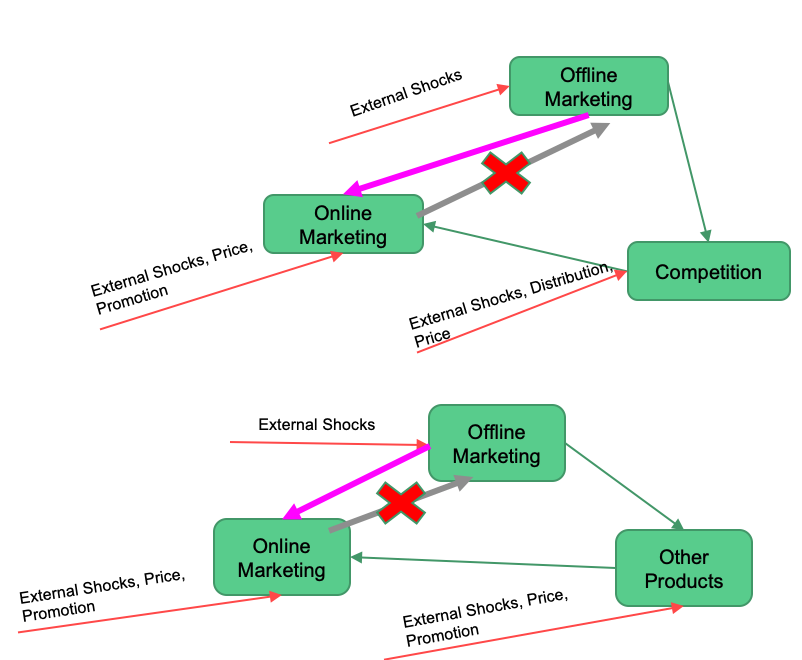 External Shocks
Offline
Marketing
Online
Marketing
External Shocks, Price,
Promotion
Competition
External Shocks, Distribution,
Price
External Shocks
Offline
Marketing
Online
Marketing
External Shocks, Price,
Promotion
Other
Products
External Shocks, Price,
Promotion